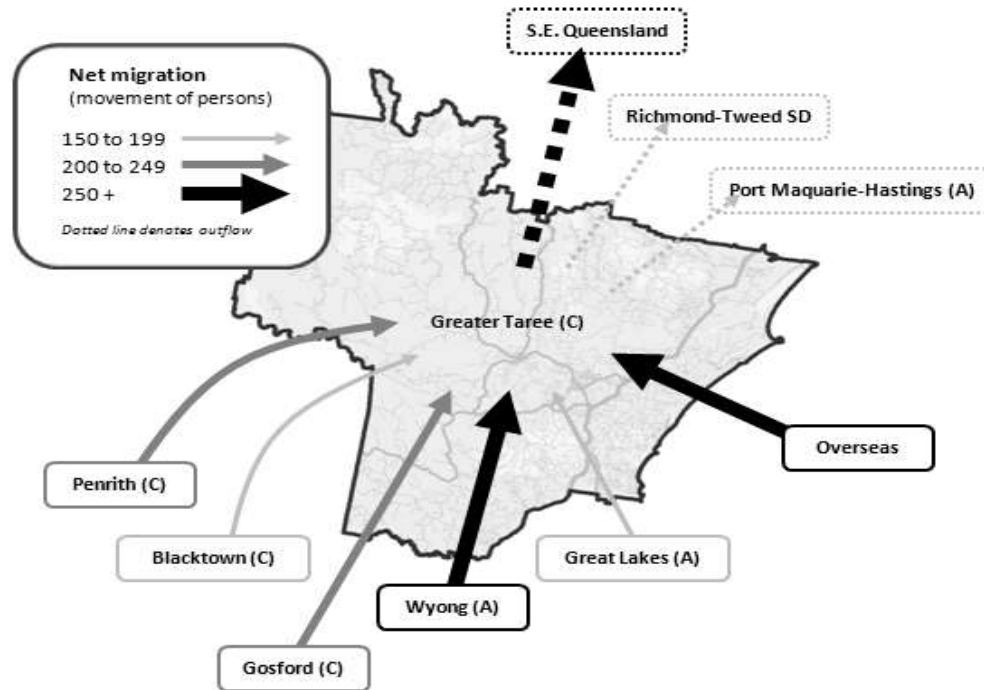 S.E. Queensland
Net migration
(movement of persons)
150 to 199
200 to 249
250 +
Dotted line denotes outflow
Richmond-Tweed SD
Port Maquarie-Hastings (A)
Greater Taree (C)
Overseas
Penrith (C)
Blacktown (C)
Great Lakes (A)
Wyong (A)
Gosford (C)